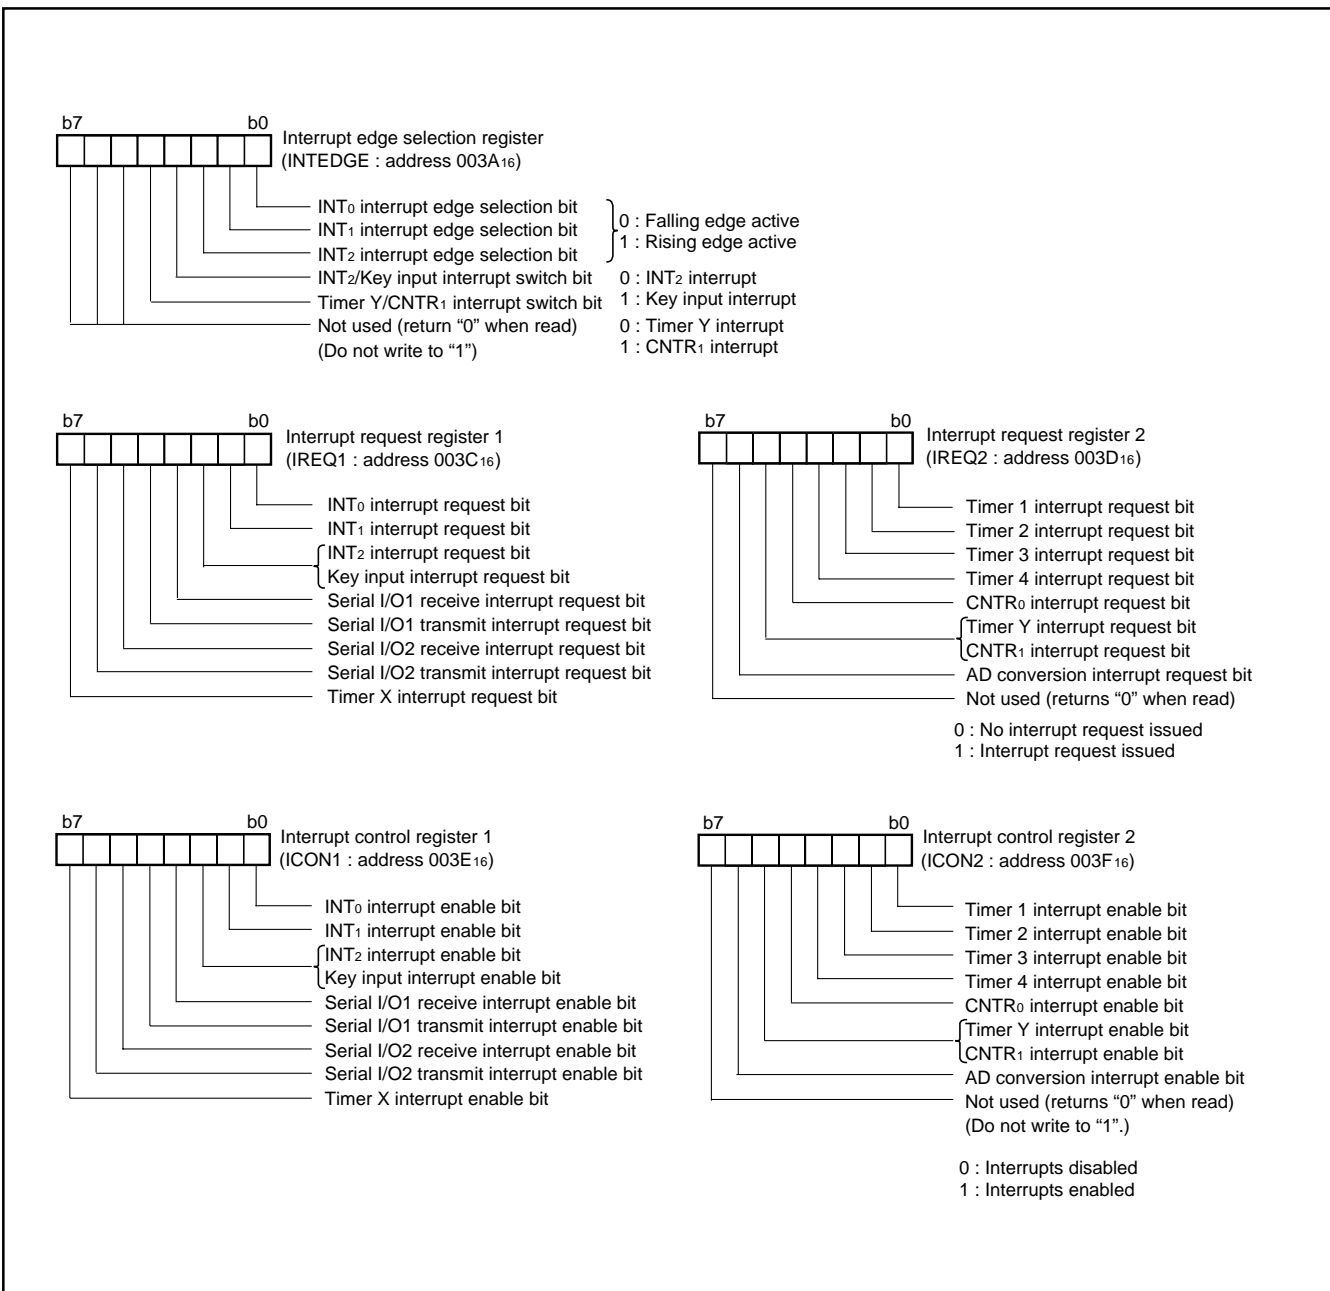 b7 b0
Interrupt edge selection register
(INTEDGE : address 003A16)
INT0 interrupt edge selection bit
INT1 interrupt edge selection bit
INT2 interrupt edge selection bit
0 : Falling edge active
1 : Rising edge active
INT2/Key input interrupt switch bit
0 : INT2 interrupt
1 : Key input interrupt
Timer Y/CNTR1 interrupt switch bit
0 : Timer Y interrupt
1 : CNTR1 interrupt
Not used (return “0” when read)
(Do not write to “1”)
b7 b0
Interrupt request register 1
(IREQ1 : address 003C16)
INT0 interrupt request bit
INT1 interrupt request bit
INT2 interrupt request bit
Key input interrupt request bit
Serial I/O1 receive interrupt request bit
Serial I/O1 transmit interrupt request bit
Serial I/O2 receive interrupt request bit
Serial I/O2 transmit interrupt request bit
Timer X interrupt request bit
b7 b0
Interrupt request register 2
(IREQ2 : address 003D16)
Timer 1 interrupt request bit
Timer 2 interrupt request bit
Timer 3 interrupt request bit
Timer 4 interrupt request bit
CNTR0 interrupt request bit
Timer Y interrupt request bit
CNTR1 interrupt request bit
AD conversion interrupt request bit
Not used (returns “0” when read)
0 : No interrupt request issued
1 : Interrupt request issued
b7 b0
Interrupt control register 1
(ICON1 : address 003E16)
INT0 interrupt enable bit
INT1 interrupt enable bit
INT2 interrupt enable bit
Key input interrupt enable bit
Serial I/O1 receive interrupt enable bit
Serial I/O1 transmit interrupt enable bit
Serial I/O2 receive interrupt enable bit
Serial I/O2 transmit interrupt enable bit
Timer X interrupt enable bit
b7 b0
Interrupt control register 2
(ICON2 : address 003F16)
Timer 1 interrupt enable bit
Timer 2 interrupt enable bit
Timer 3 interrupt enable bit
Timer 4 interrupt enable bit
CNTR0 interrupt enable bit
Timer Y interrupt enable bit
CNTR1 interrupt enable bit
AD conversion interrupt enable bit
Not used (returns “0” when read)
(Do not write to “1”.)
0 : Interrupts disabled
1 : Interrupts enabled